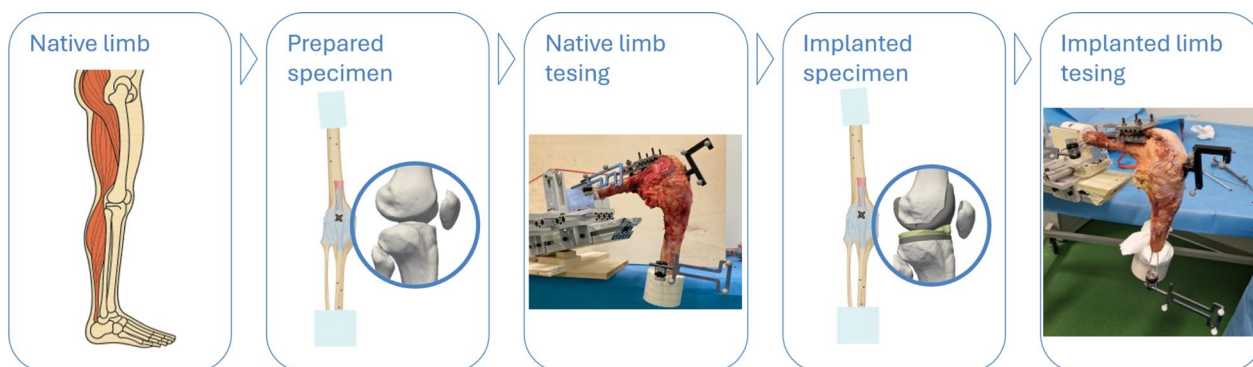 Native limb
Prepared
specimen
Native limb
tesing
Implanted
specimen
Implanted limb
tesing